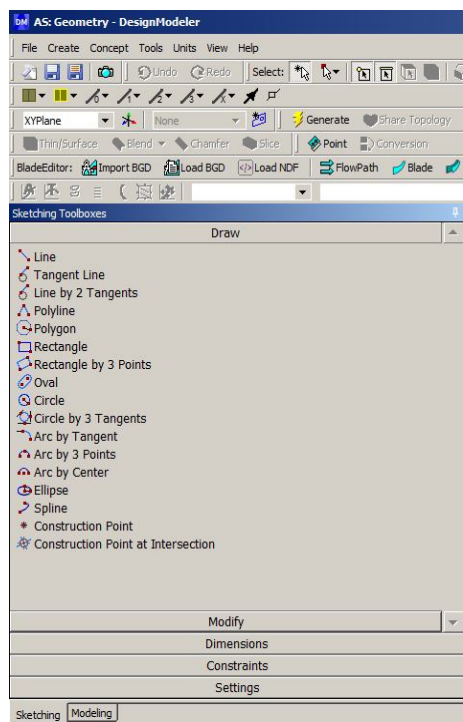 DM AS: Geometry - DesignModeler
File Create Concept Tools Units View Help
Undo Redo Select:
XYPlane None Generate Share Topology
Thin/Surface Blend Chamfer Slice Point Conversion
BladeEditor: Import BGD Load BGD Load NDF FlowPath Blade
Sketching Toolboxes
Draw
Line
Tangent Line
Line by 2 Tangents
Polyline
Polygon
Rectangle
Rectangle by 3 Points
Oval
Circle
Circle by 3 Tangents
Arc by Tangent
Arc by 3 Points
Arc by Center
Ellipse
Spline
Construction Point
Construction Point at Intersection
Modify
Dimensions
Constraints
Settings
Sketching Modeling